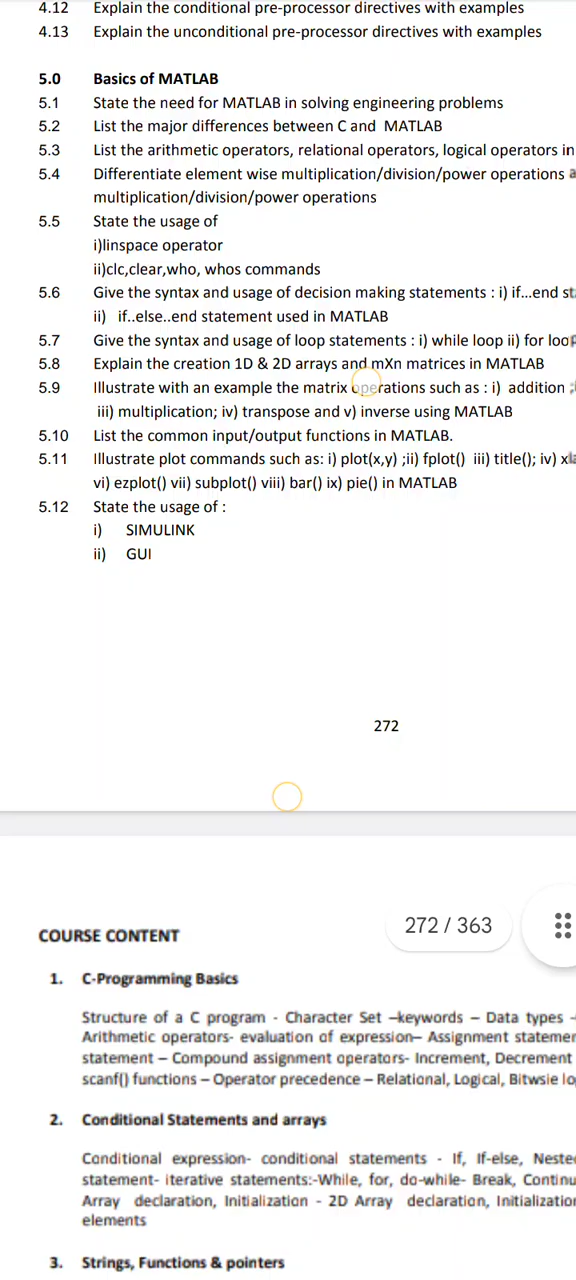 4.12 Explain the conditional pre-processor directives with examples
4.13 Explain the unconditional pre-processor directives with examples
5.0 Basics of MATLAB
5.1 State the need for MATLAB in solving engineering problems
5.2 List the major differences between C and MATLAB
5.3 List the arithmetic operators, relational operators, logical operators in
5.4 Differentiate element wise multiplication/division/power operations a
multiplication/division/power operations
5.5 State the usage of
i)linspace operator
ii)clc,clear,who, whos commands
5.6 Give the syntax and usage of decision making statements : i) if...end st
ii) if..else..end statement used in MATLAB
5.7 Give the syntax and usage of loop statements : i) while loop ii) for loop
5.8 Explain the creation 1D & 2D arrays and mXn matrices in MATLAB
5.9 Illustrate with an example the matrix operations such as : i) addition ;
iii) multiplication; iv) transpose and v) inverse using MATLAB
5.10 List the common input/output functions in MATLAB.
5.11 Illustrate plot commands such as: i) plot(x,y) ;ii) fplot() iii) title(); iv) xla
vi) ezplot() vii) subplot() viii) bar() ix) pie() in MATLAB
5.12 State the usage of :
i) SIMULINK
ii) GUI
272
272 / 363
COURSE CONTENT
1. C-Programming Basics
Structure of a C program - Character Set –keywords – Data types -
Arithmetic operators- evaluation of expression– Assignment statemen
statement – Compound assignment operators- Increment, Decrement
scanf() functions – Operator precedence – Relational, Logical, Bitwsie lo
2. Conditional Statements and arrays
Conditional expression- conditional statements - If, If-else, Neste
statement- iterative statements:-While, for, do-while- Break, Continu
Array declaration, Initialization - 2D Array declaration, Initialization
elements
3. Strings, Functions & pointers